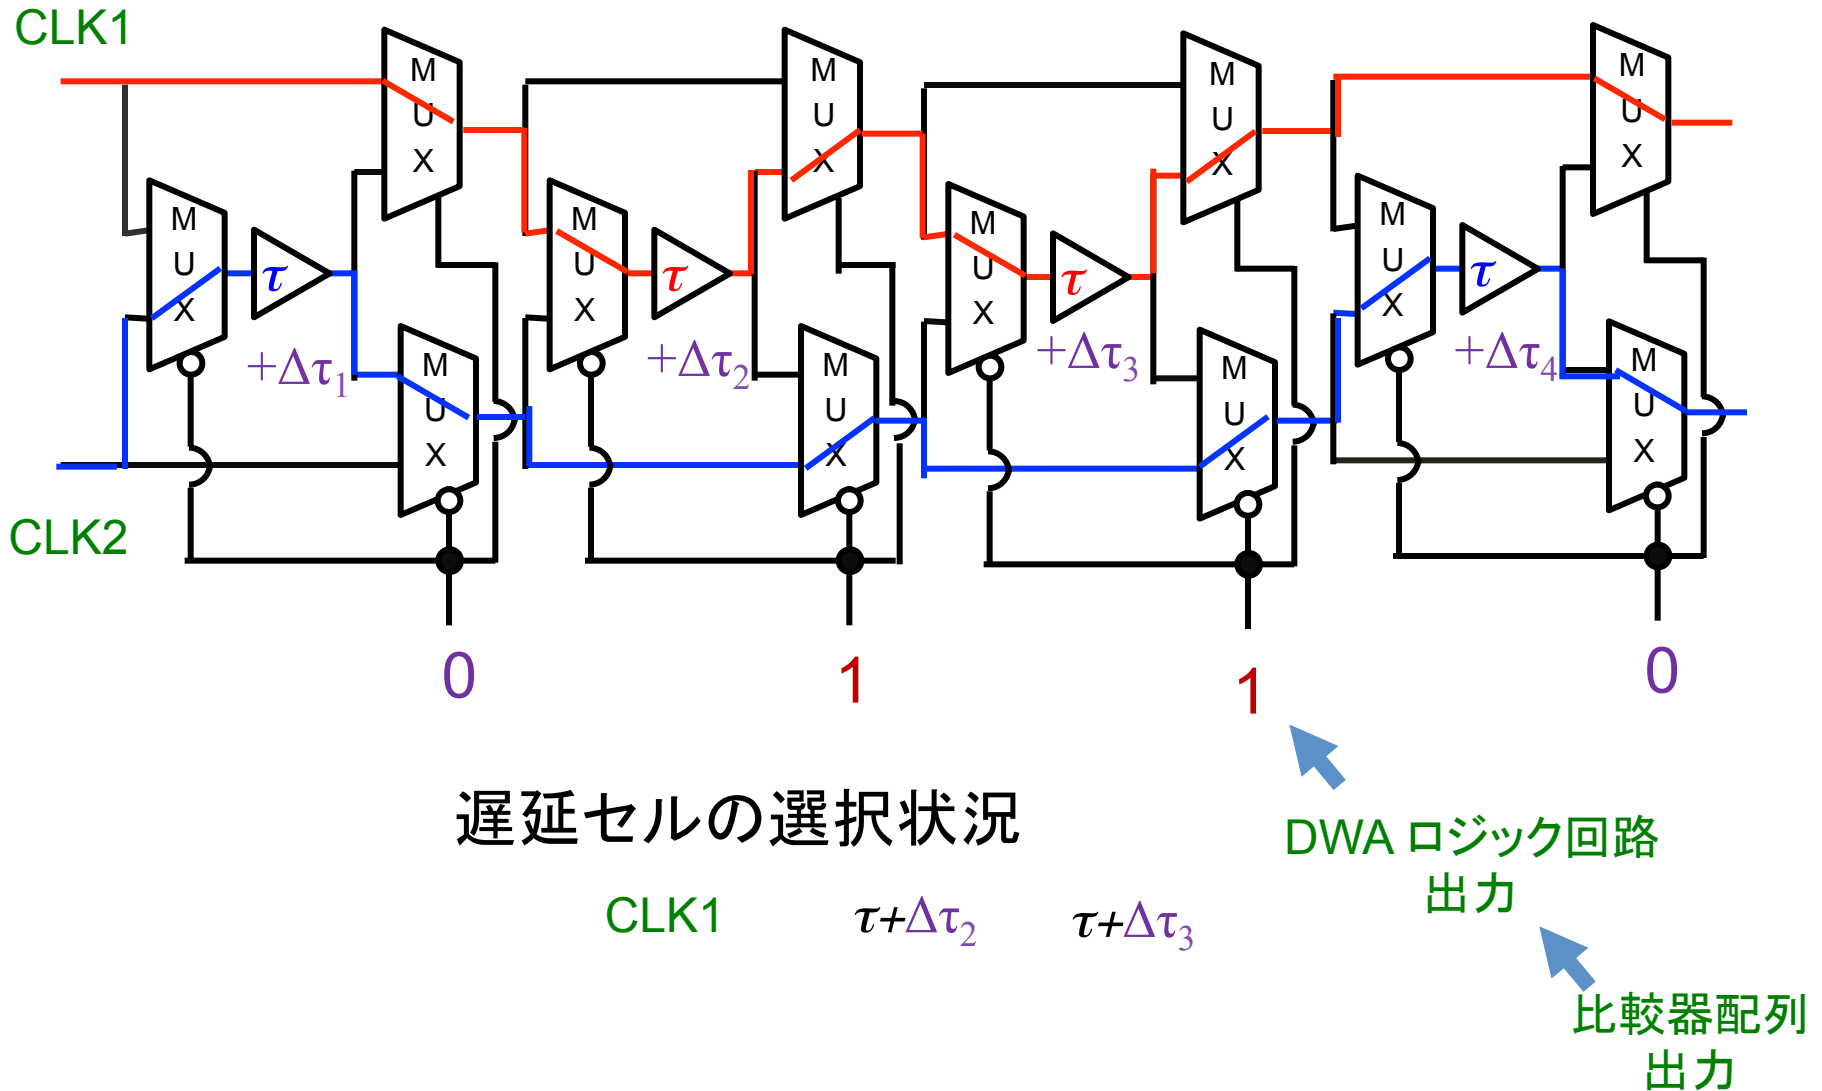 CLK1
M
U
X
M
U
X
M
U
X
M
U
X
M
U
X
τ
M
U
X
τ
M
U
X
τ
M
U
X
τ
+Δτ1
+Δτ2
+Δτ3
+Δτ4
M
U
X
M
U
X
M
U
X
M
U
X
CLK2
0
1
1
0
遅延セルの選択状況
DWA ロジック回路
出力
CLK1 τ+Δτ2 τ+Δτ3
比較器配列
出力